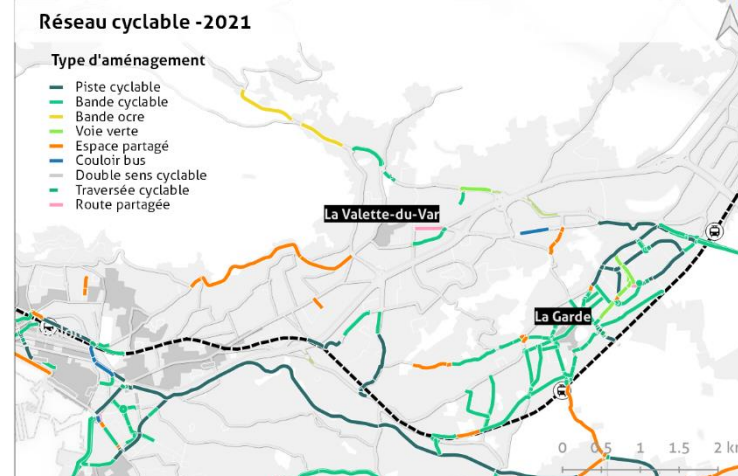 Réseau cyclable -2021
Type d'aménagement
Piste cyclable
Bande cyclable
Bande ocre
Voie verte
Espace partagé
Couloir bus
Double sens cyclable
Traversée cyclable
Route partagée
La Valette-du-Var
La Garde
0 0.5 1 1.5 2 km